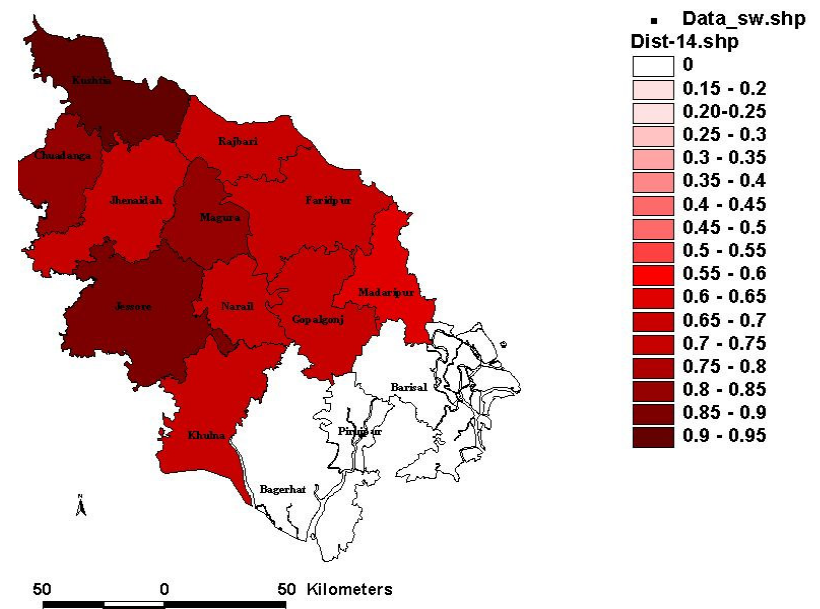 Data_sw.shp
Dist-14.shp
0
0.15 - 0.2
0.20-0.25
0.25 - 0.3
0.3 - 0.35
0.35 - 0.4
0.4 - 0.45
0.45 - 0.5
0.5 - 0.55
0.55 - 0.6
0.6 - 0.65
0.65 - 0.7
0.7 - 0.75
0.75 - 0.8
0.8 - 0.85
0.85 - 0.9
0.9 - 0.95
Kushtia
Rajbari
Chuadanga
Jhenaidah
Magura
Faridpur
Jessore
Narail
Madaripur
Gopalgonj
Barisal
Khulna
Pirojpur
Bagerhat
N
50 0 50 Kilometers